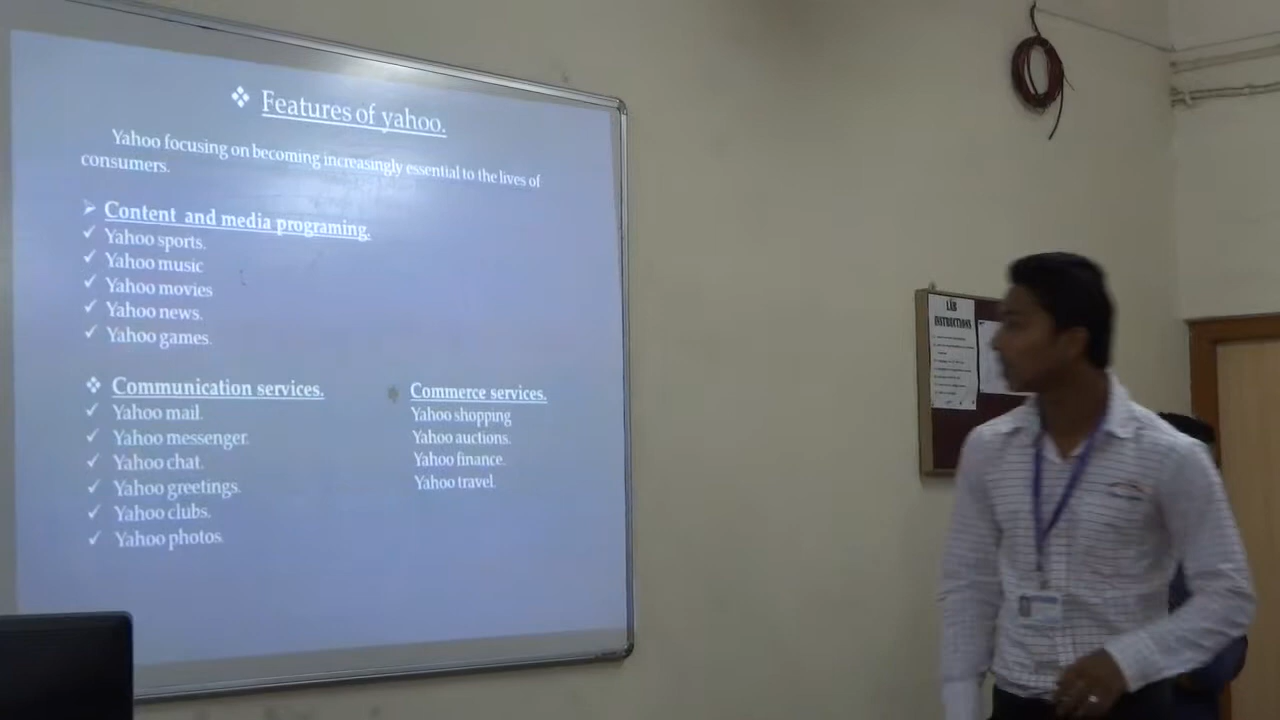 Features of yahoo.
Yahoo focusing on becoming increasingly essential to the lives of
consumers.
Content and media programing.
Yahoo sports.
Yahoo music
Yahoo movies
Yahoo news.
Yahoo games.
Communication services.
Yahoo mail.
Yahoo messenger.
Yahoo chat.
Yahoo greetings.
Yahoo clubs.
Yahoo photos.
Commerce services.
Yahoo shopping
Yahoo auctions.
Yahoo finance.
Yahoo travel.
LAB
INSTRUCTIONS